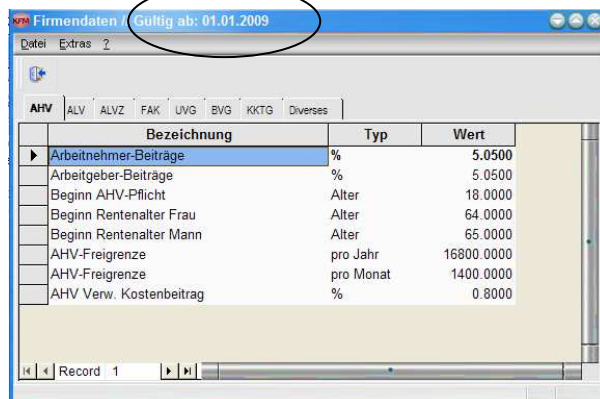 KFM Firmendaten // Gültig ab: 01.01.2009
Datei Extras ?
AHV ALV ALVZ FAK UVG BVG KKTG Diverses
Bezeichnung Typ Wert
Arbeitnehmer-Beiträge % 5.0500
Arbeitgeber-Beiträge % 5.0500
Beginn AHV-Pflicht Alter 18.0000
Beginn Rentenalter Frau Alter 64.0000
Beginn Rentenalter Mann Alter 65.0000
AHV-Freigrenze pro Jahr 16800.0000
AHV-Freigrenze pro Monat 1400.0000
AHV Verw. Kostenbeitrag % 0.8000
Record 1